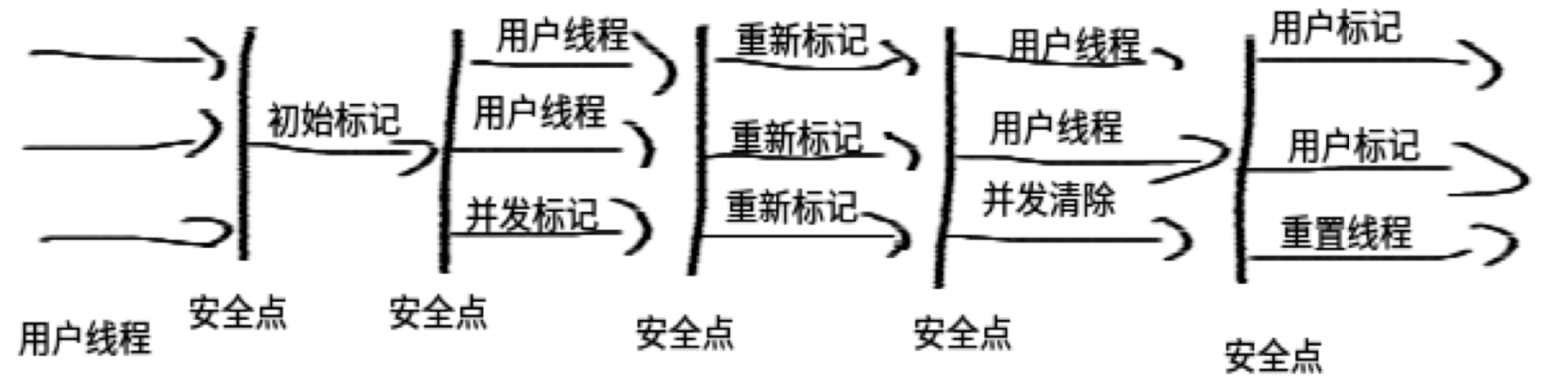 用户线程 重新标记 用户线程 用户标记
初始标记 用户线程 重新标记 用户线程 用户标记
并发标记 重新标记 并发清除 重置线程
用户线程 安全点 安全点 安全点 安全点 安全点